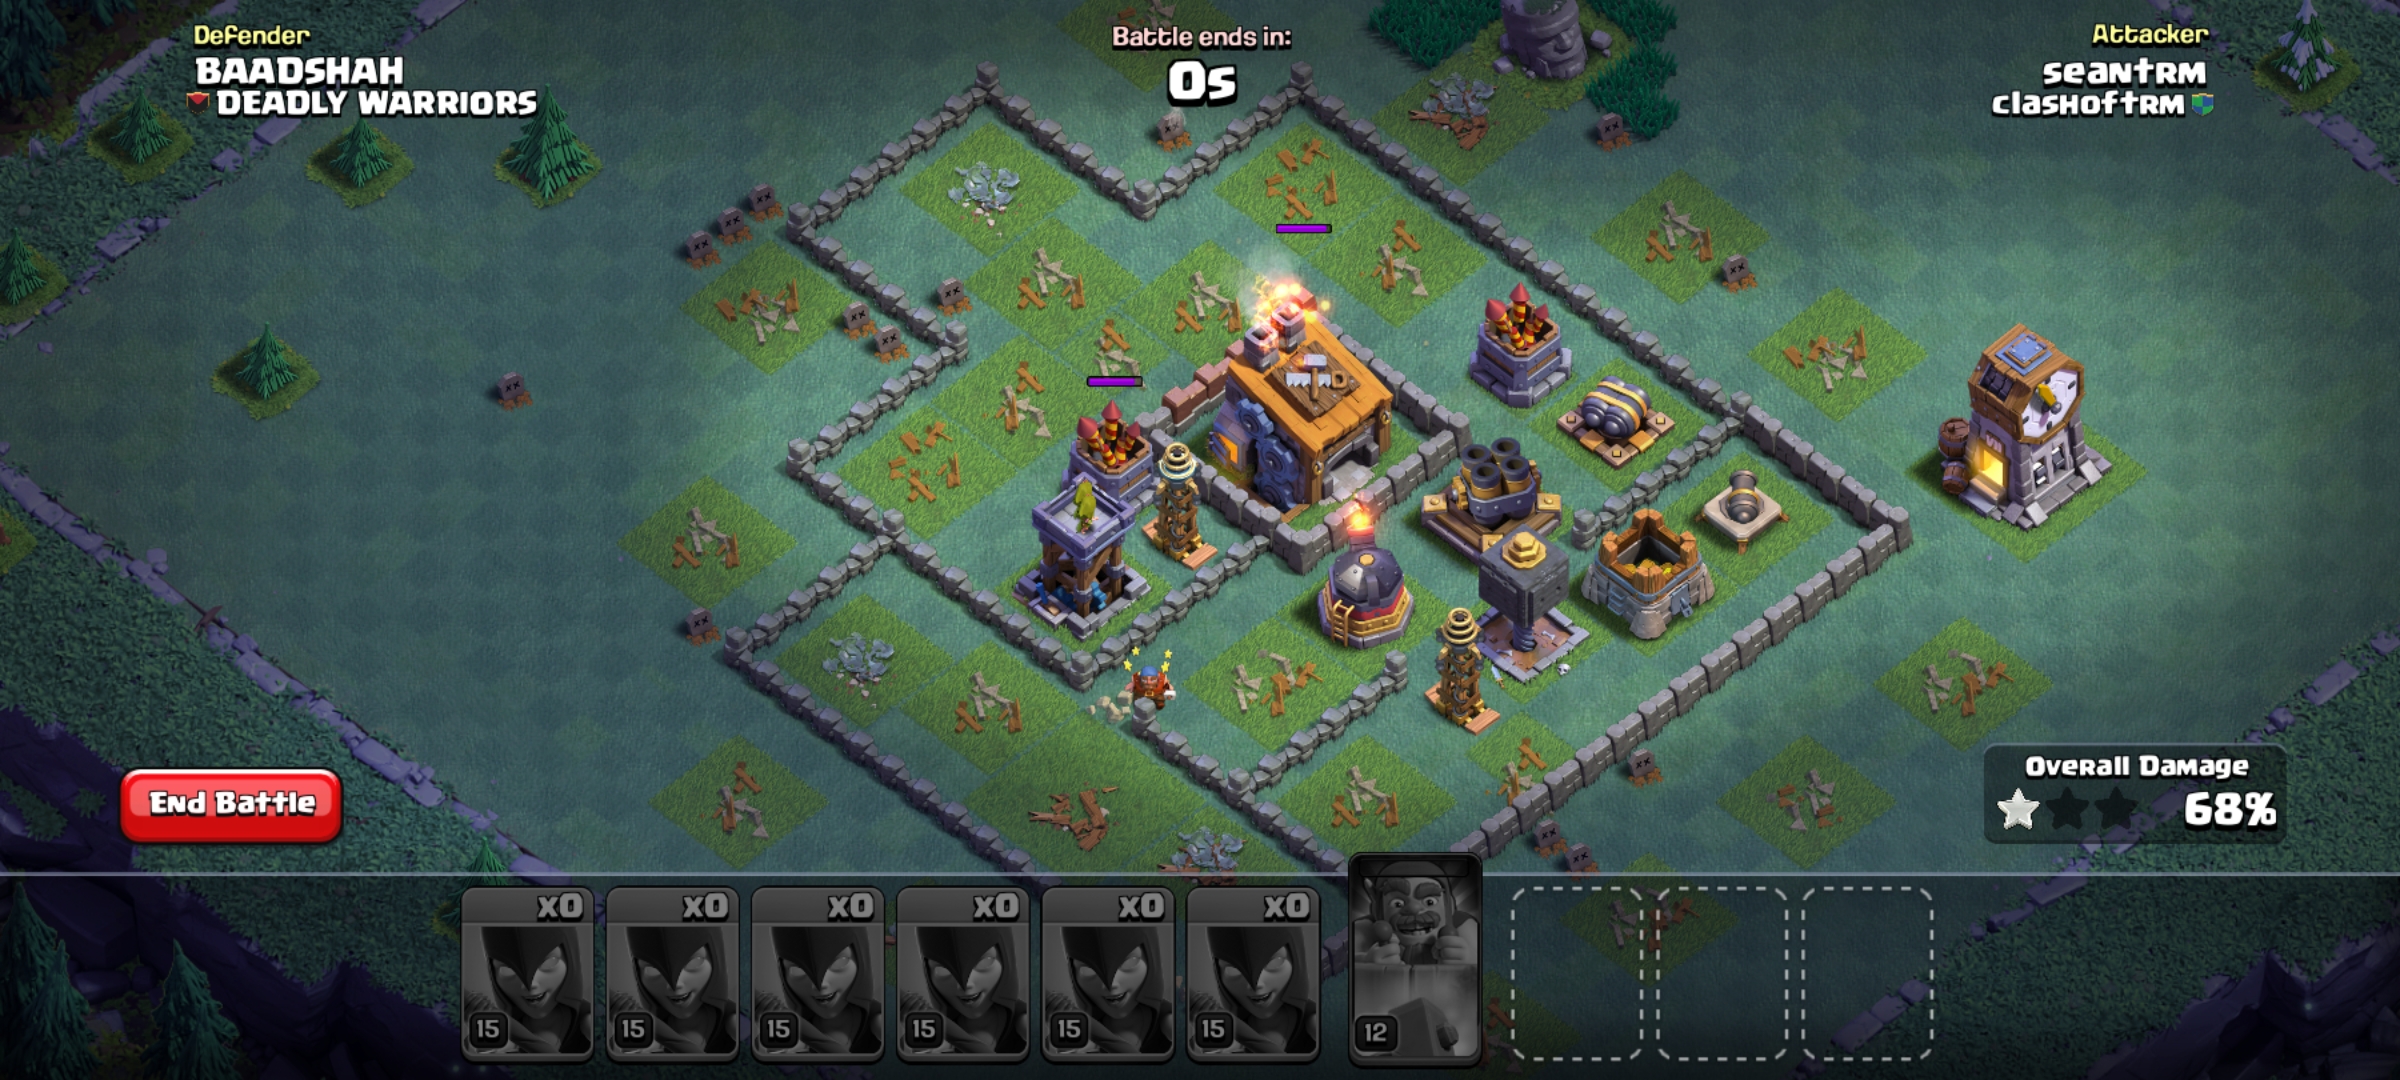 Defender
BAADSHAH
DEADLY WARRIORS
Battle ends in:
0s
Attacker
seantRM
clashoftRM
VII
End Battle
Overall Damage
68%
x0
x0
x0
x0
x0
x0
15
15
15
15
15
15
12